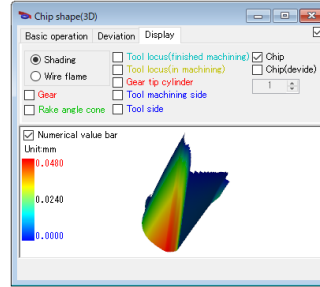 Chip shape(3D)
Basic operation Deviation Display
Shading
Wire flame
Gear
Rake angle cone
Tool locus(finished machining)
Tool locus(in machining)
Gear tip cylinder
Tool machining side
Tool side
Chip
Chip(devide)
1
Numerical value bar
Unit:mm
0.0480
0.0240
0.0000